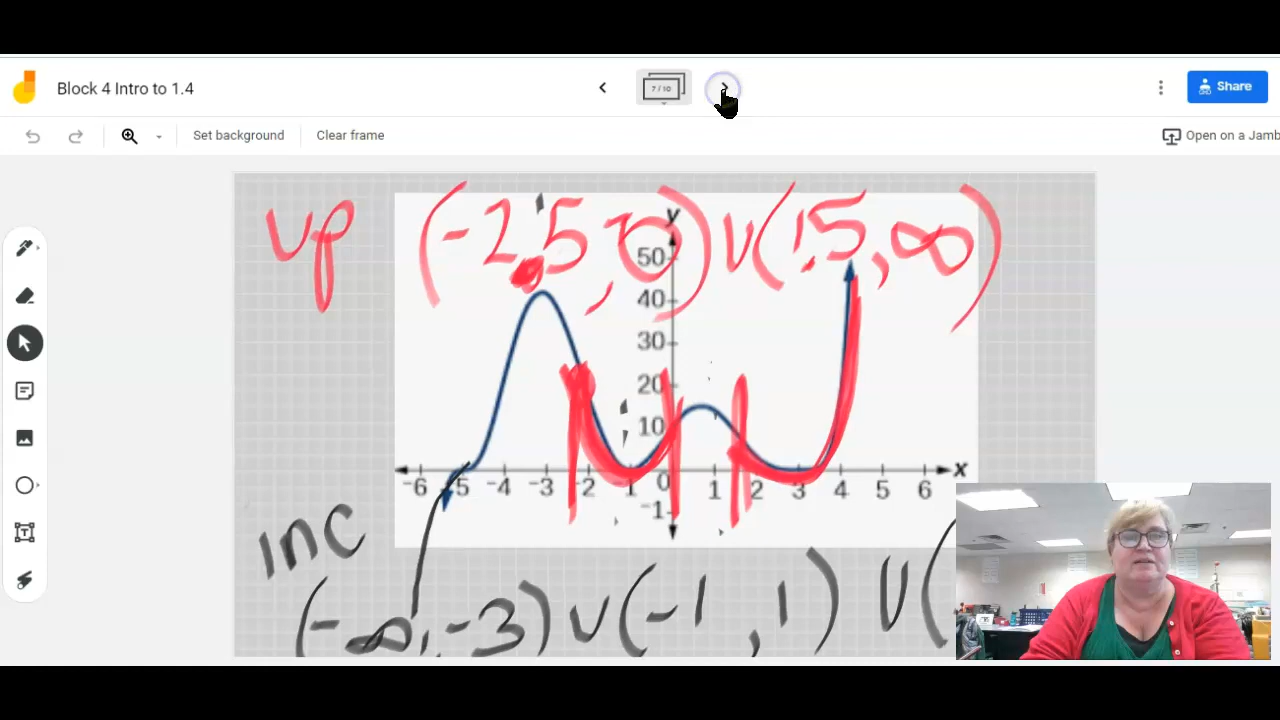 Block 4 Intro to 1.4
7 / 10
Share
Set background
Clear frame
Open on a Jamb
up (-2.5, 0) ∪ (1.5, ∞)
y
50
40
30
20
10
x
-6 -5 -4 -3 -2 -1 0 1 2 3 4 5 6
-1
inc
(-∞, -3) ∪ (-1, 1) ∪ (